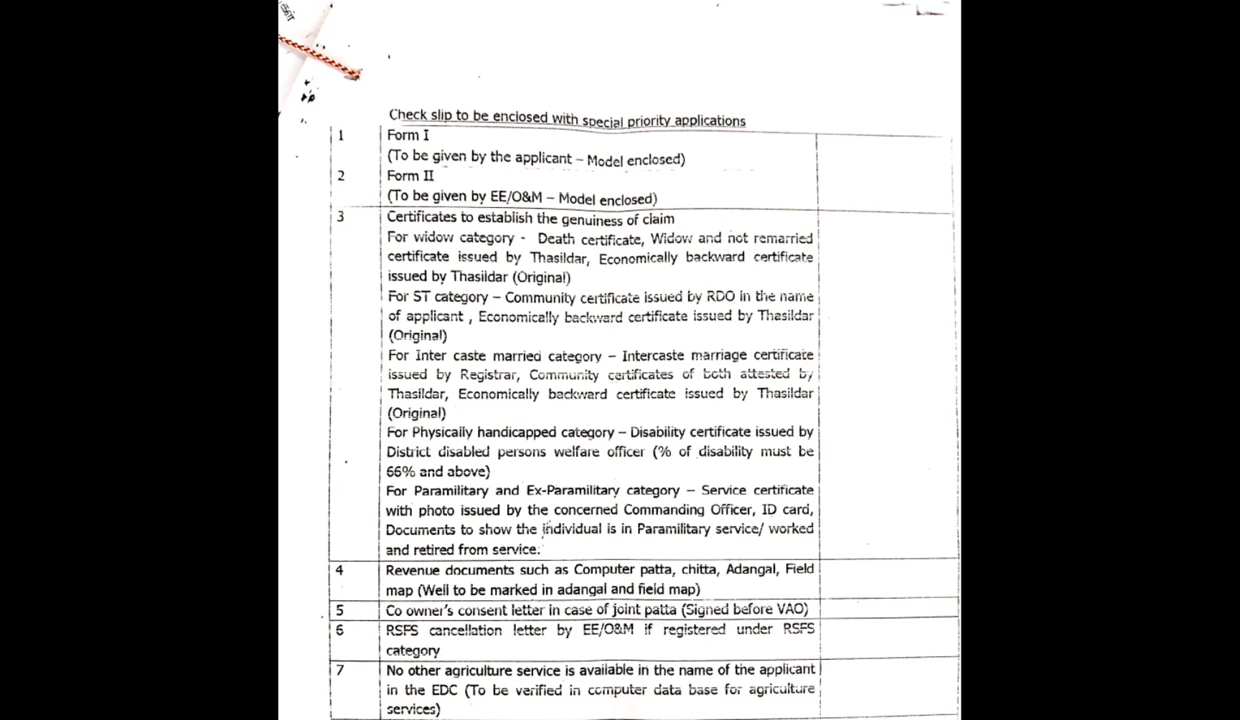 Check slip to be enclosed with special priority applications
1 Form I
(To be given by the applicant – Model enclosed)
2 Form II
(To be given by EE/O&M – Model enclosed)
3 Certificates to establish the genuiness of claim
For widow category - Death certificate, Widow and not remarried
certificate issued by Thasildar, Economically backward certificate
issued by Thasildar (Original)
For ST category – Community certificate issued by RDO in the name
of applicant , Economically backward certificate issued by Thasildar
(Original)
For Inter caste married category – Intercaste marriage certificate
issued by Registrar, Community certificates of both attested by
Thasildar, Economically backward certificate issued by Thasildar
(Original)
For Physically handicapped category – Disability certificate issued by
District disabled persons welfare officer (% of disability must be
66% and above)
For Paramilitary and Ex-Paramilitary category – Service certificate
with photo issued by the concerned Commanding Officer, ID card,
Documents to show the individual is in Paramilitary service/ worked
and retired from service.
4 Revenue documents such as Computer patta, chitta, Adangal, Field
map (Well to be marked in adangal and field map)
5 Co owner's consent letter in case of joint patta (Signed before VAO)
6 RSFS cancellation letter by EE/O&M if registered under RSFS
category
7 No other agriculture service is available in the name of the applicant
in the EDC (To be verified in computer data base for agriculture
services)